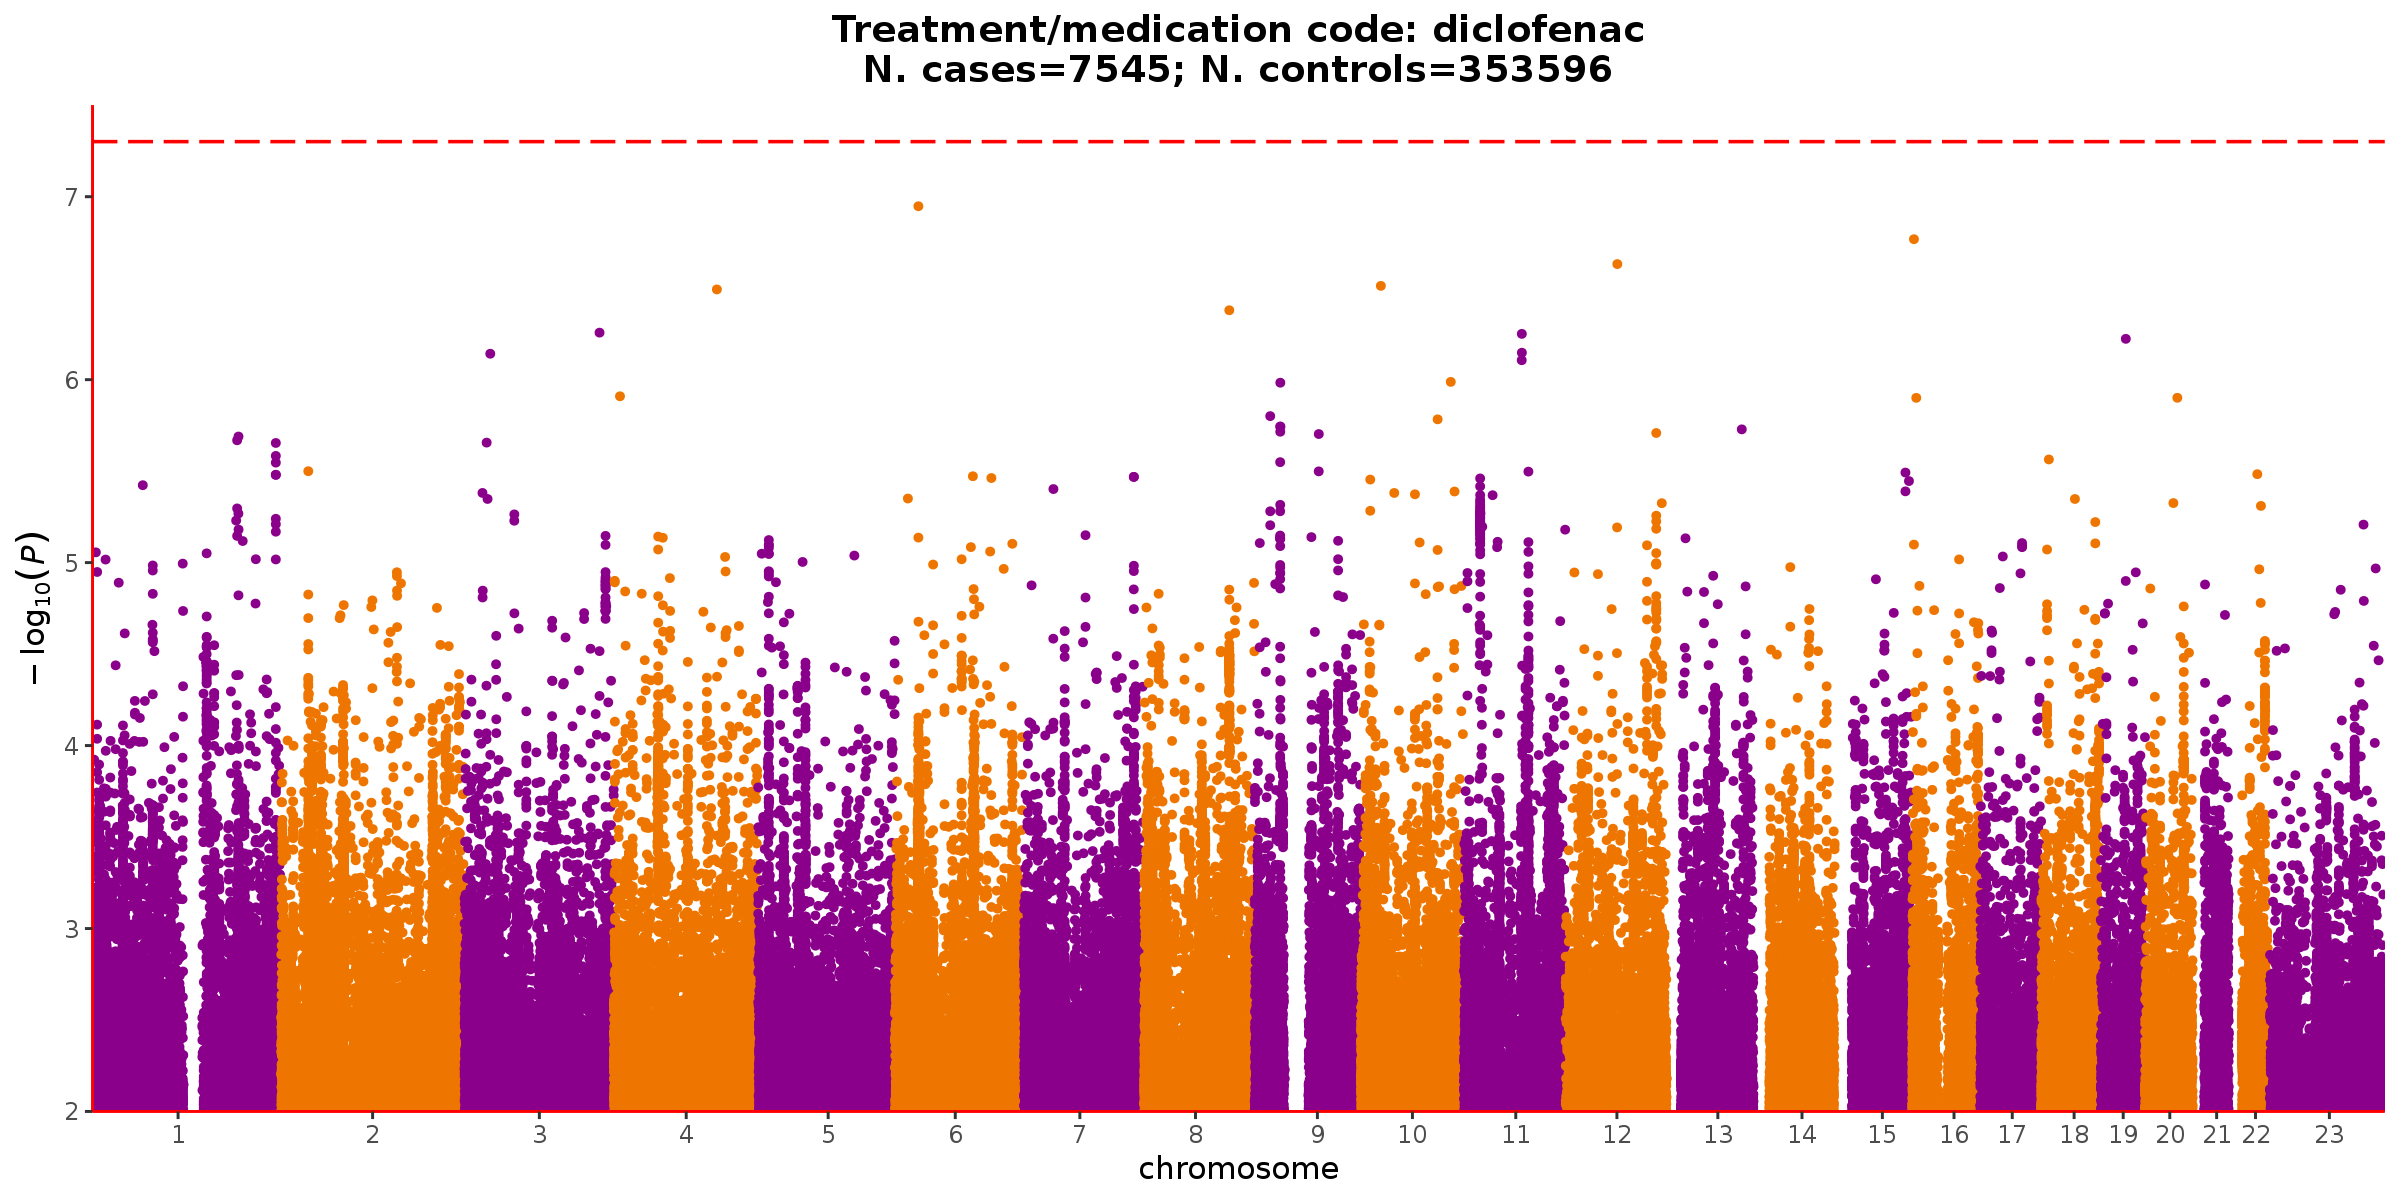 Treatment/medication code: diclofenac
N. cases=7545; N. controls=353596
7
6
5
4
3
2
− log₁₀(P)
1 2 3 4 5 6 7 8 9 10 11 12 13 14 15 16 17 18 19 20 21 22 23
chromosome